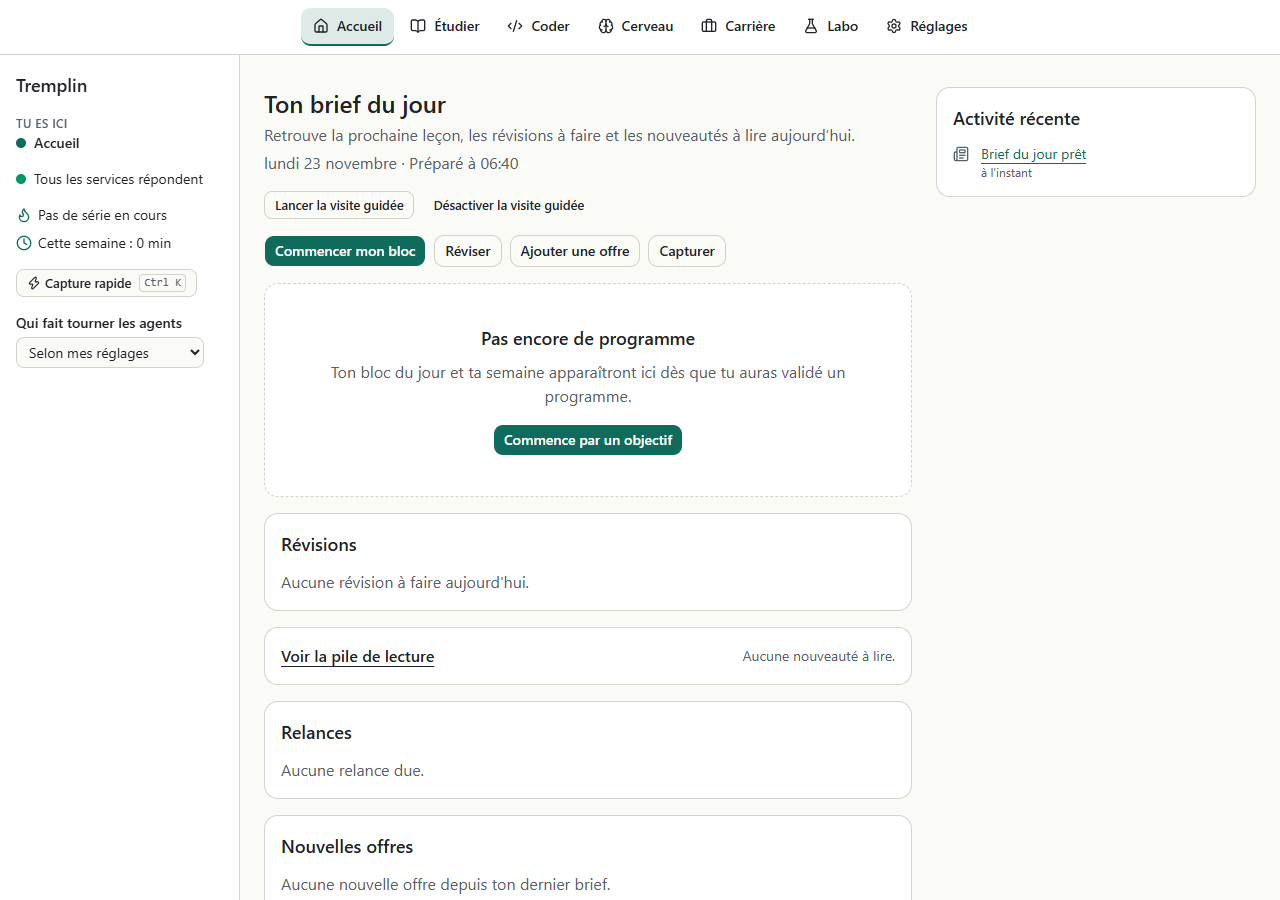 Accueil
Étudier
Coder
Cerveau
Carrière
Labo
Réglages
Tremplin
TU ES ICI
Accueil
Tous les services répondent
Pas de série en cours
Cette semaine : 0 min
Capture rapide Ctrl K
Qui fait tourner les agents
Selon mes réglages
Ton brief du jour
Retrouve la prochaine leçon, les révisions à faire et les nouveautés à lire aujourd’hui.
lundi 23 novembre · Préparé à 06:40
Lancer la visite guidée
Désactiver la visite guidée
Commencer mon bloc
Réviser
Ajouter une offre
Capturer
Pas encore de programme
Ton bloc du jour et ta semaine apparaîtront ici dès que tu auras validé un
programme.
Commence par un objectif
Révisions
Aucune révision à faire aujourd'hui.
Voir la pile de lecture
Aucune nouveauté à lire.
Relances
Aucune relance due.
Nouvelles offres
Aucune nouvelle offre depuis ton dernier brief.
Activité récente
Brief du jour prêt
à l'instant